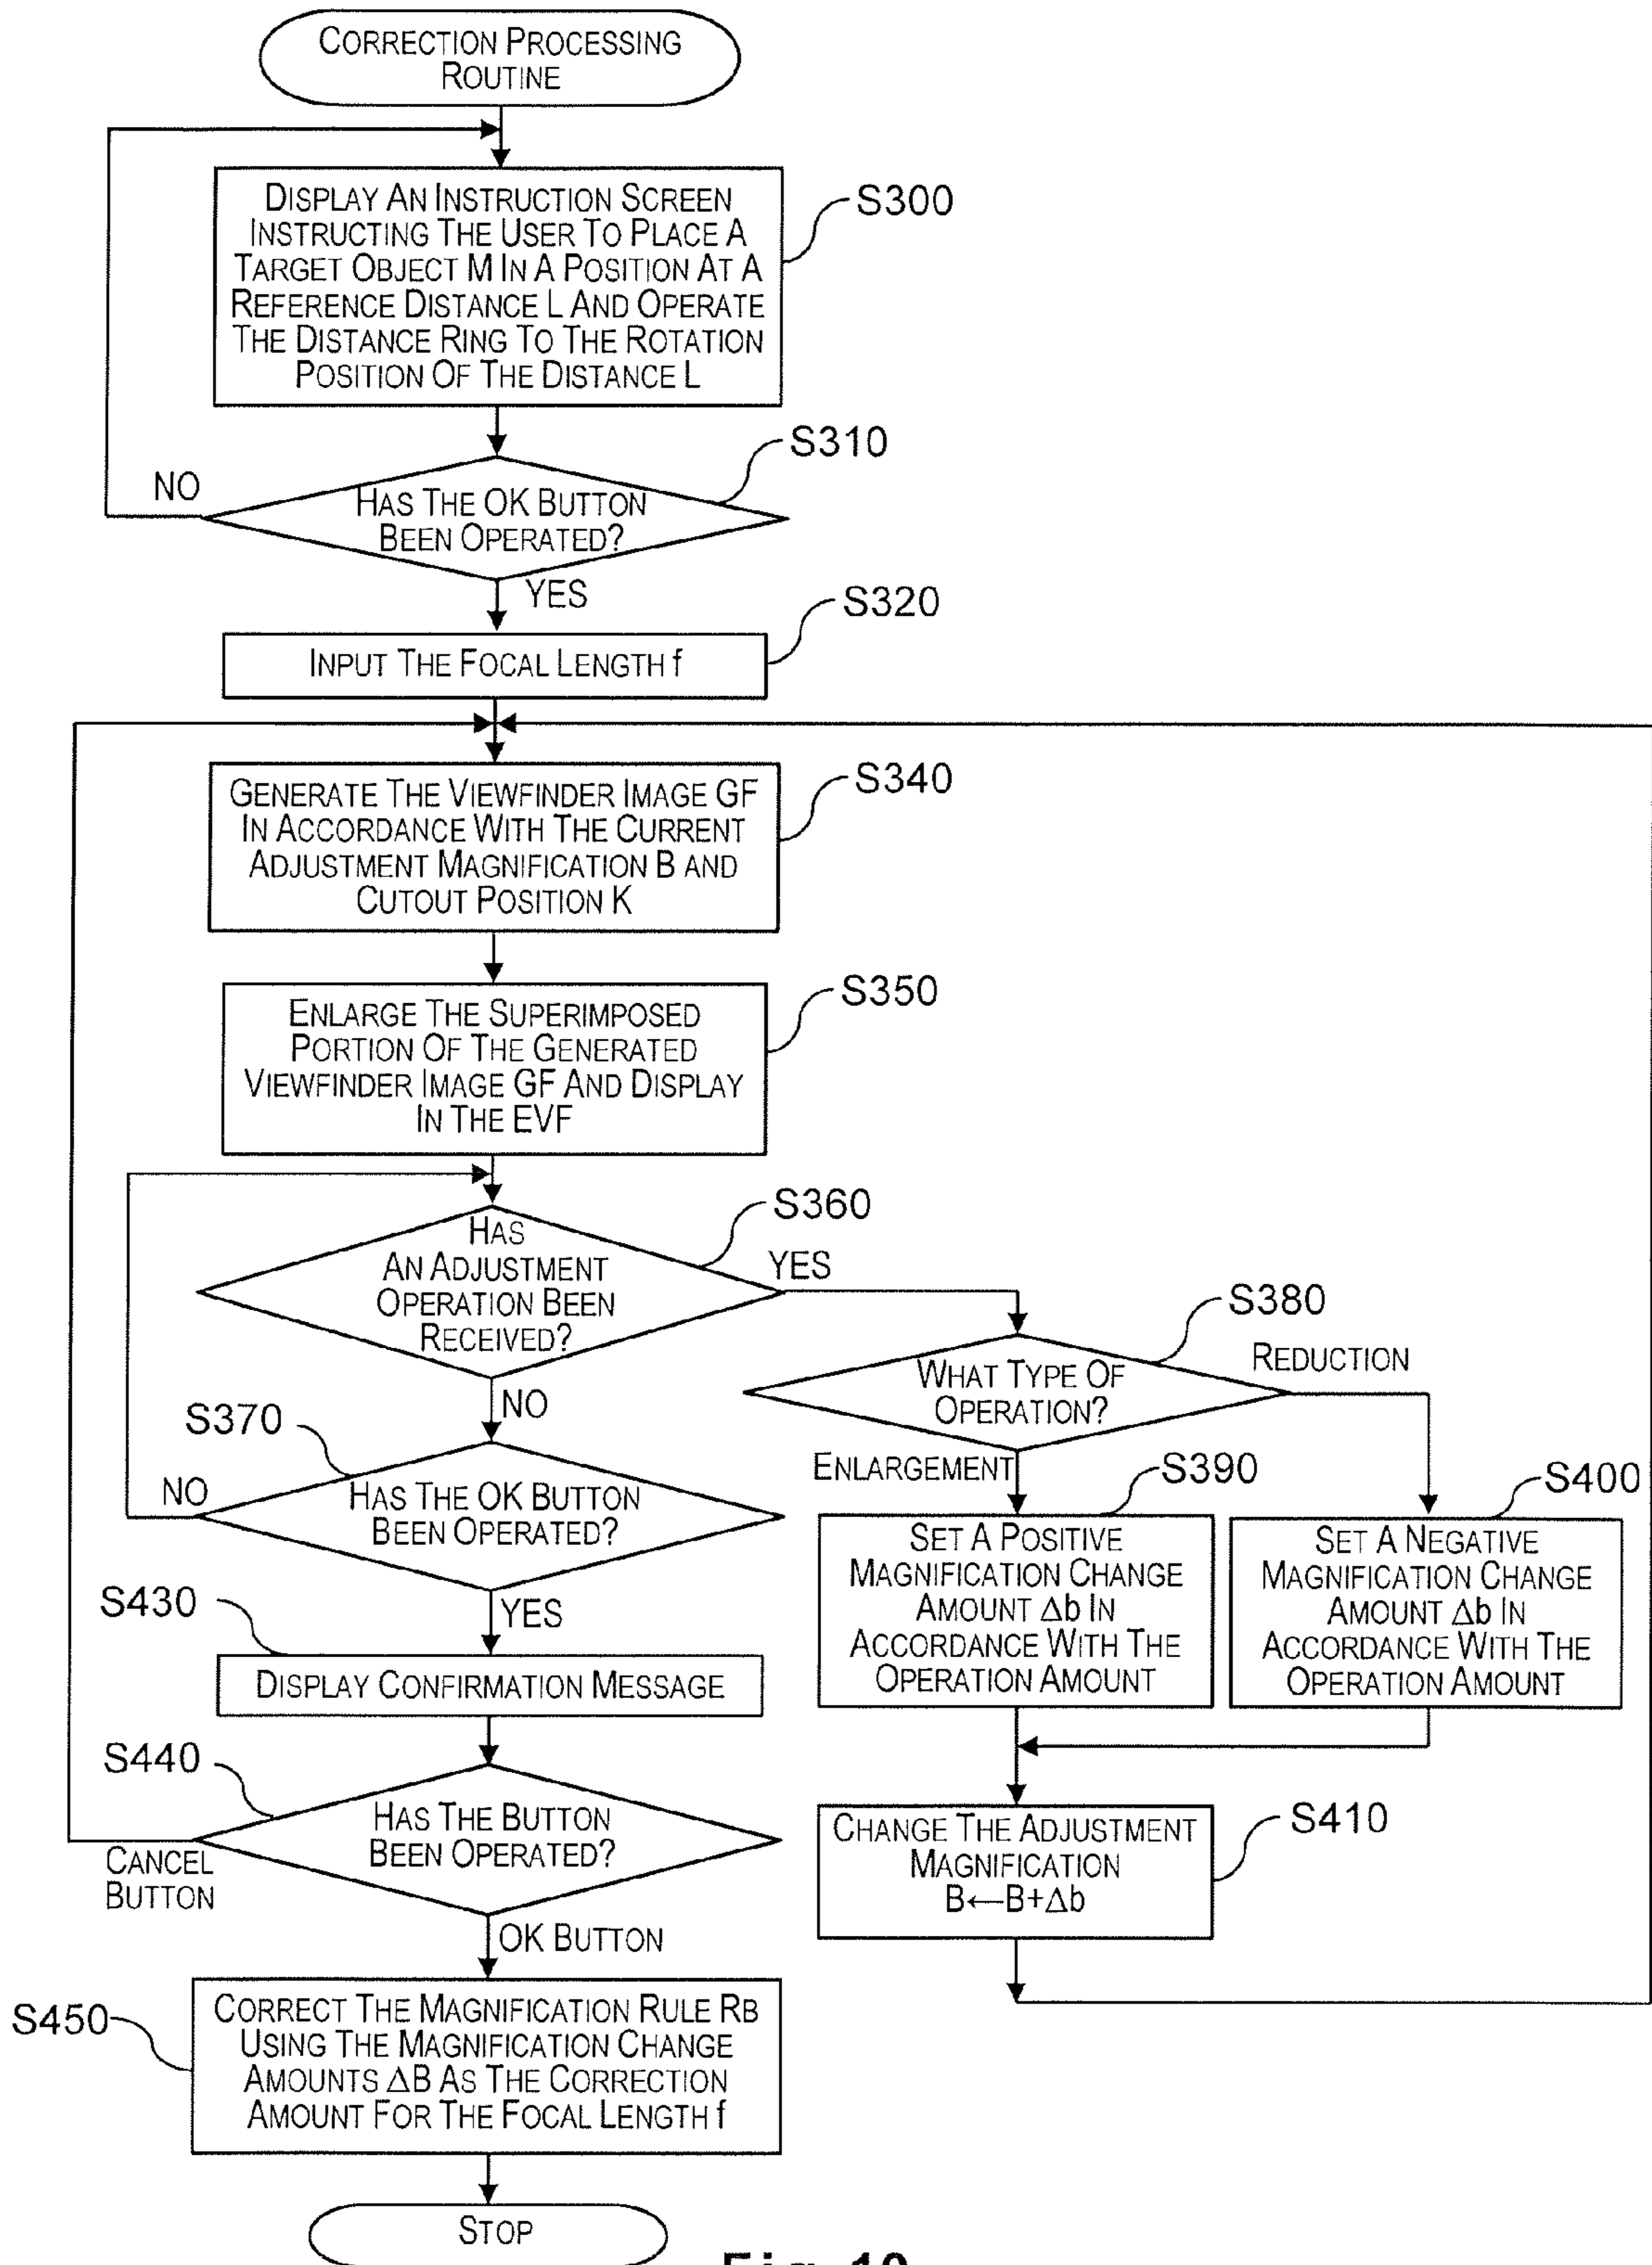 CORRECTION PROCESSING
ROUTINE
DISPLAY AN INSTRUCTION SCREEN
INSTRUCTING THE USER TO PLACE A
TARGET OBJECT M IN A POSITION AT A
REFERENCE DISTANCE L AND OPERATE
THE DISTANCE RING TO THE ROTATION
POSITION OF THE DISTANCE L
S300
S310
NO
HAS THE OK BUTTON
BEEN OPERATED?
YES
S320
INPUT THE FOCAL LENGTH f
S340
GENERATE THE VIEWFINDER IMAGE GF
IN ACCORDANCE WITH THE CURRENT
ADJUSTMENT MAGNIFICATION B AND
CUTOUT POSITION K
S350
ENLARGE THE SUPERIMPOSED
PORTION OF THE GENERATED
VIEWFINDER IMAGE GF AND DISPLAY
IN THE EVF
S360
HAS
AN ADJUSTMENT
OPERATION BEEN
RECEIVED?
YES
NO
S380
WHAT TYPE OF
OPERATION?
REDUCTION
ENLARGEMENT
S370
NO
HAS THE OK BUTTON
BEEN OPERATED?
YES
S390
SET A POSITIVE
MAGNIFICATION CHANGE
AMOUNT Δb IN
ACCORDANCE WITH THE
OPERATION AMOUNT
S400
SET A NEGATIVE
MAGNIFICATION CHANGE
AMOUNT Δb IN
ACCORDANCE WITH THE
OPERATION AMOUNT
S430
DISPLAY CONFIRMATION MESSAGE
S440
HAS THE BUTTON
BEEN OPERATED?
CANCEL
BUTTON
OK BUTTON
S410
CHANGE THE ADJUSTMENT
MAGNIFICATION
B←B+Δb
S450
CORRECT THE MAGNIFICATION RULE RB
USING THE MAGNIFICATION CHANGE
AMOUNTS ΔB AS THE CORRECTION
AMOUNT FOR THE FOCAL LENGTH f
STOP